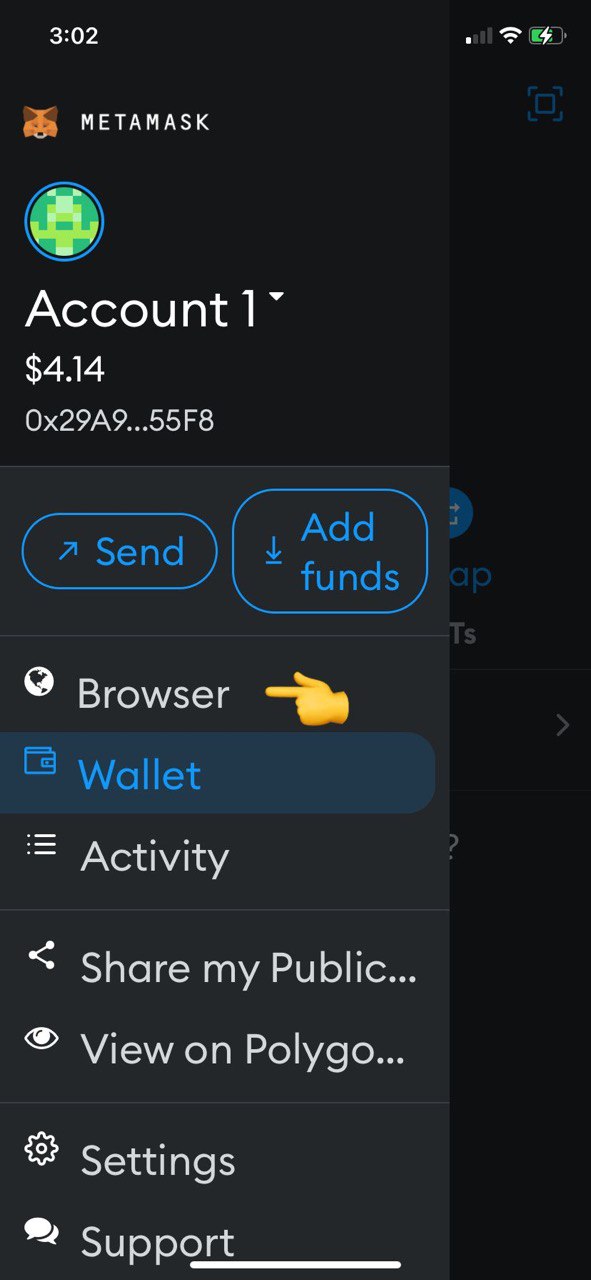 3:02
METAMASK
Account 1
$4.14
0x29A9...55F8
Send
Add
funds
ap
Ts
Browser
Wallet
Activity
?
Share my Public...
View on Polygo...
Settings
Support